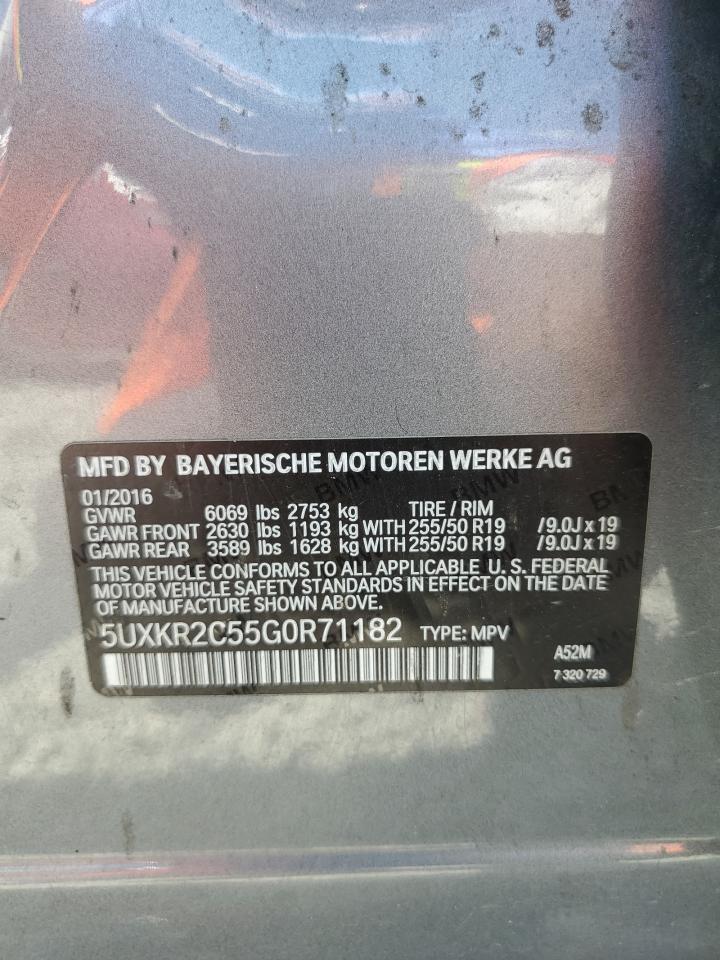 MFD BY BAYERISCHE MOTOREN WERKE AG
01/2016
GVWR 6069 lbs 2753 kg TIRE / RIM
GAWR FRONT 2630 lbs 1193 kg WITH 255/50 R19 /9.0J x 19
GAWR REAR 3589 lbs 1628 kg WITH 255/50 R19 /9.0J x 19
THIS VEHICLE CONFORMS TO ALL APPLICABLE U. S. FEDERAL
MOTOR VEHICLE SAFETY STANDARDS IN EFFECT ON THE DATE
OF MANUFACTURE SHOWN ABOVE.
5UXKR2C55G0R71182 TYPE: MPV
A52M
7 320 729